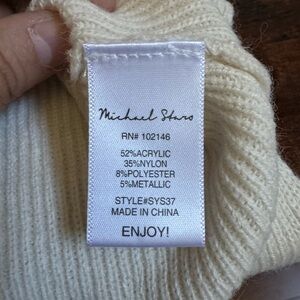 Michael Stars
RN# 102146
52%ACRYLIC
35%NYLON
8%POLYESTER
5%METALLIC
STYLE#SYS37
MADE IN CHINA
ENJOY!